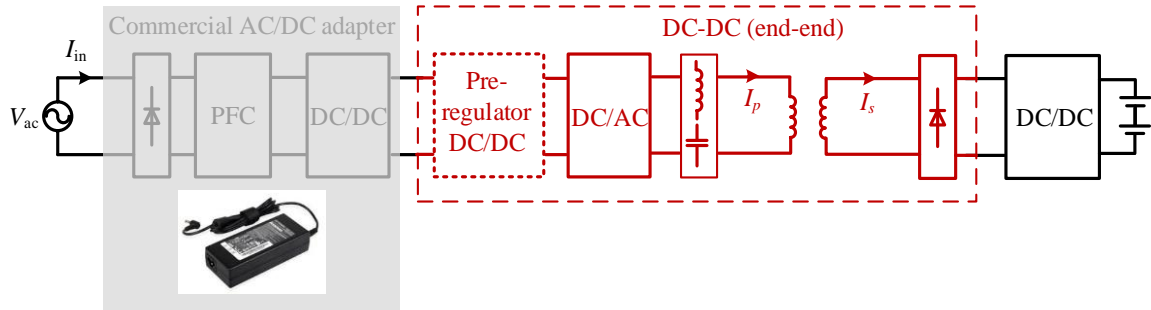 Commercial AC/DC adapter
DC-DC (end-end)
I_in
V_ac
PFC
DC/DC
Pre-
regulator
DC/DC
DC/AC
I_p
I_s
DC/DC